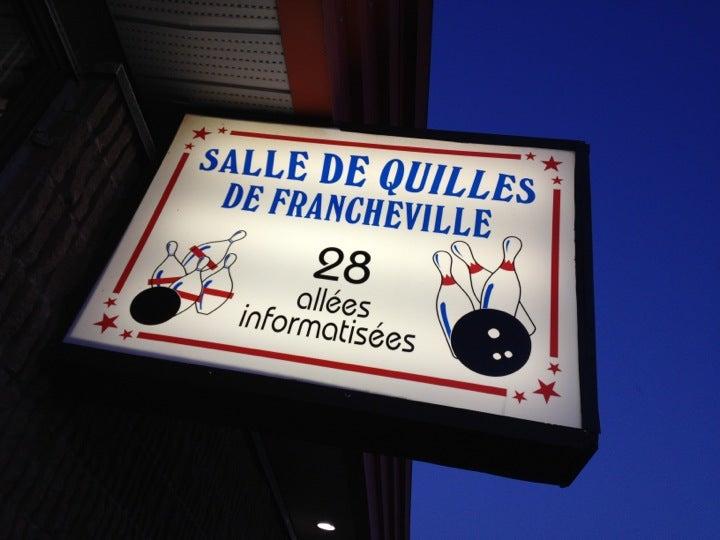 SALLE DE QUILLES
DE FRANCHEVILLE
28
allées
informatisées